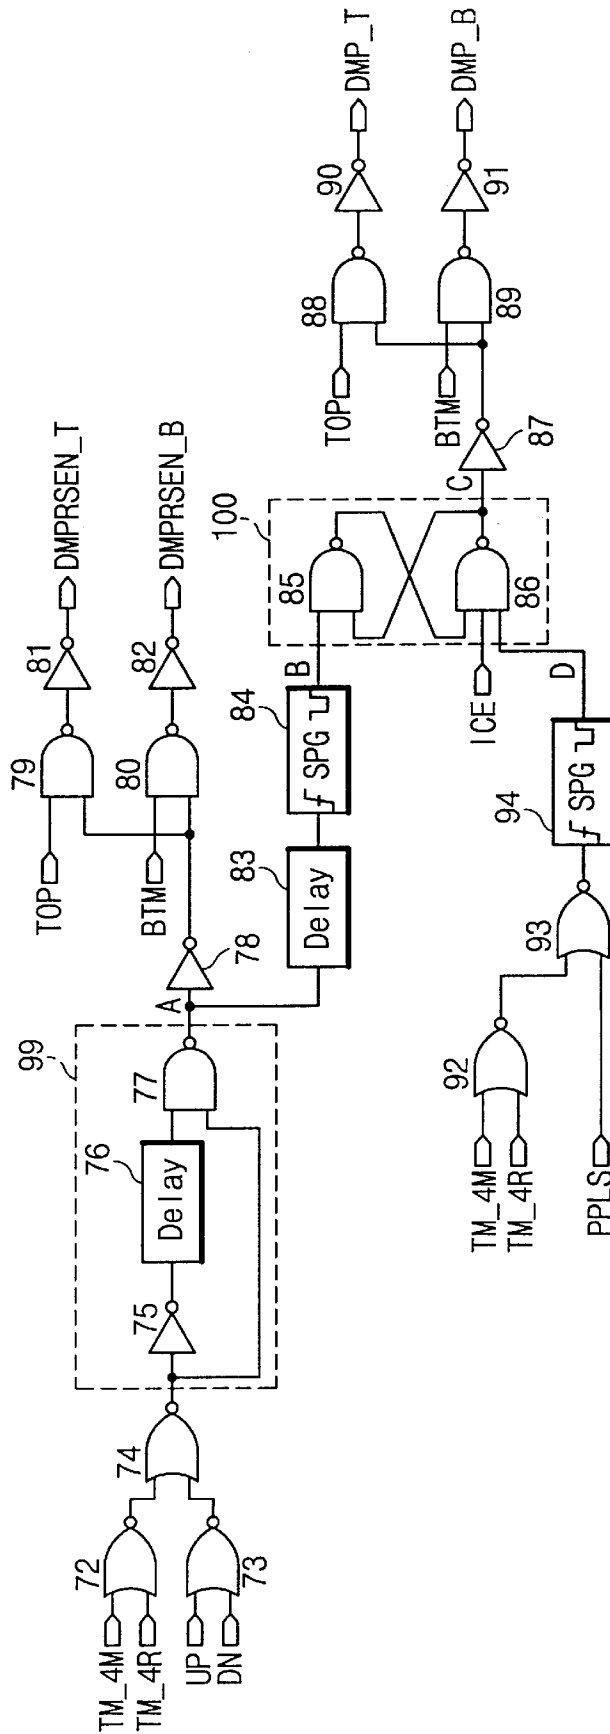 TM_4M
TM_4R
UP
DN
72
73
74
75
76
Delay
77
99
A
78
TOP
BTM
79
80
81
82
DMPRSEN_T
DMPRSEN_B
83
Delay
84
SPG
B
100
85
86
ICE
C
87
D
TOP
BTM
88
89
90
91
DMP_T
DMP_B
TM_4M
TM_4R
PPLS
92
93
94
SPG